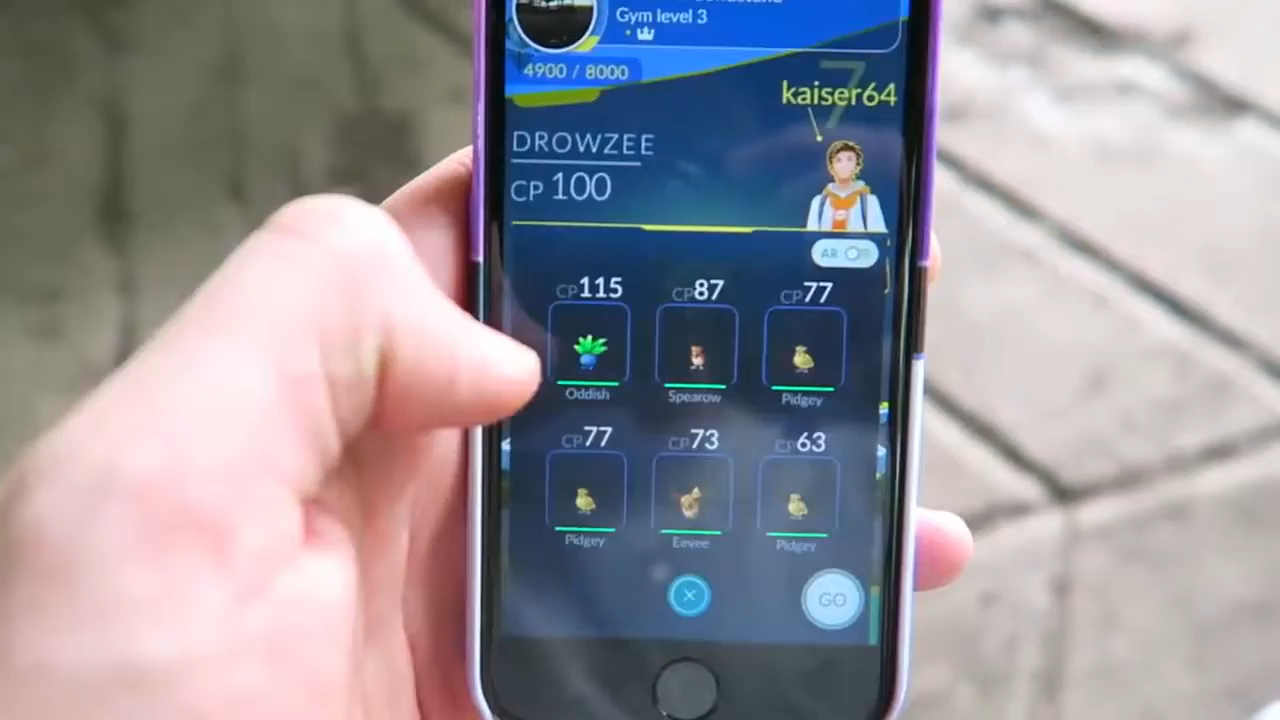 Gym level 3
4900 / 8000
7
kaiser64
DROWZEE
CP 100
AR
CP115 CP87 CP77
Oddish Spearow Pidgey
CP77 CP73 CP63
Pidgey Eevee Pidgey
GO